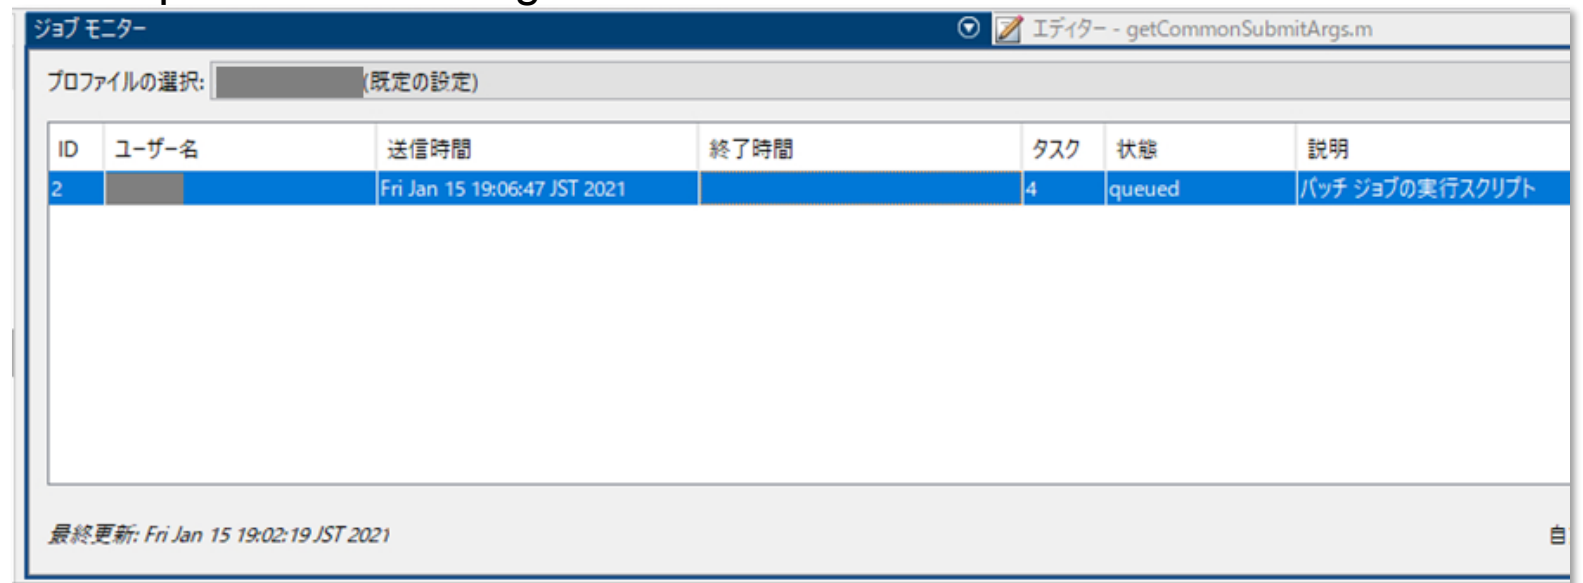 ジョブ モニター
エディター - getCommonSubmitArgs.m
プロファイルの選択: (既定の設定)
ID ユーザー名 送信時間 終了時間 タスク 状態 説明
2 Fri Jan 15 19:06:47 JST 2021 4 queued バッチ ジョブの実行スクリプト
最終更新: Fri Jan 15 19:02:19 JST 2021
自